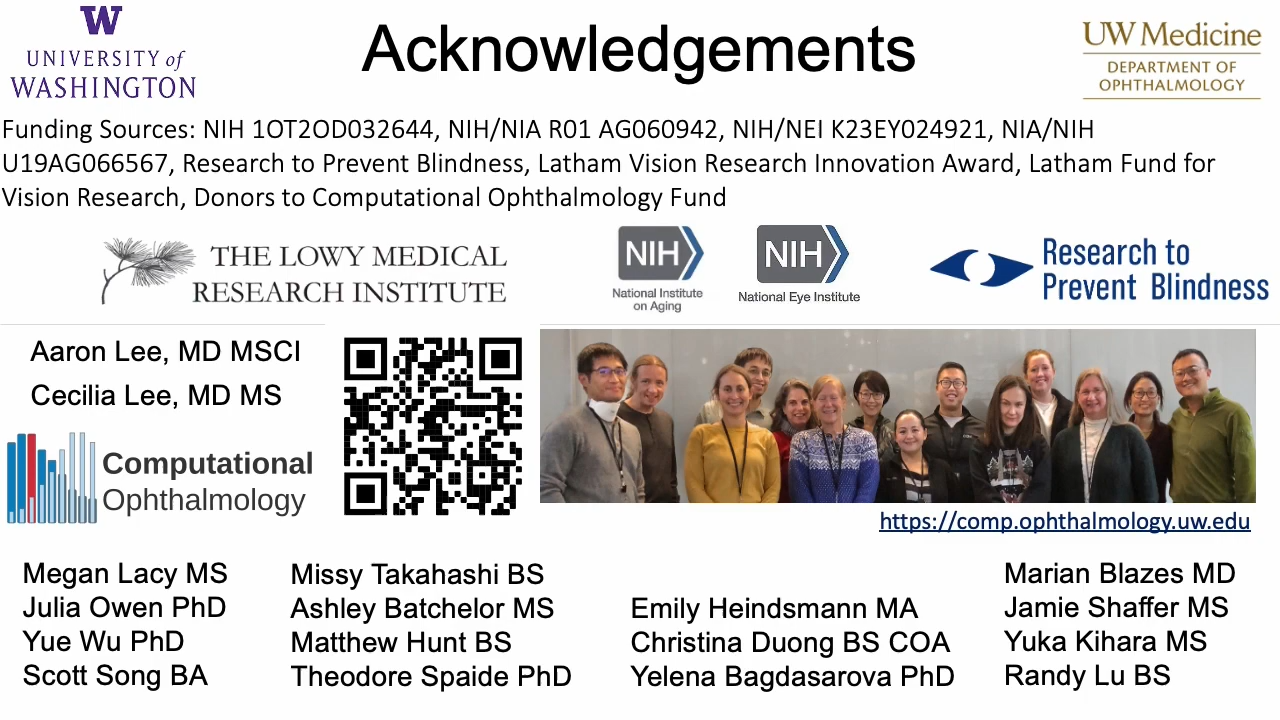 W
UNIVERSITY of
WASHINGTON
Acknowledgements
UW Medicine
DEPARTMENT OF
OPHTHALMOLOGY
Funding Sources: NIH 1OT2OD032644, NIH/NIA R01 AG060942, NIH/NEI K23EY024921, NIA/NIH
U19AG066567, Research to Prevent Blindness, Latham Vision Research Innovation Award, Latham Fund for
Vision Research, Donors to Computational Ophthalmology Fund
THE LOWY MEDICAL
RESEARCH INSTITUTE
NIH
National Institute
on Aging
NIH
National Eye Institute
Research to
Prevent Blindness
Aaron Lee, MD MSCI
Cecilia Lee, MD MS
Computational
Ophthalmology
https://comp.ophthalmology.uw.edu
Megan Lacy MS
Julia Owen PhD
Yue Wu PhD
Scott Song BA
Missy Takahashi BS
Ashley Batchelor MS
Matthew Hunt BS
Theodore Spaide PhD
Emily Heindsmann MA
Christina Duong BS COA
Yelena Bagdasarova PhD
Marian Blazes MD
Jamie Shaffer MS
Yuka Kihara MS
Randy Lu BS